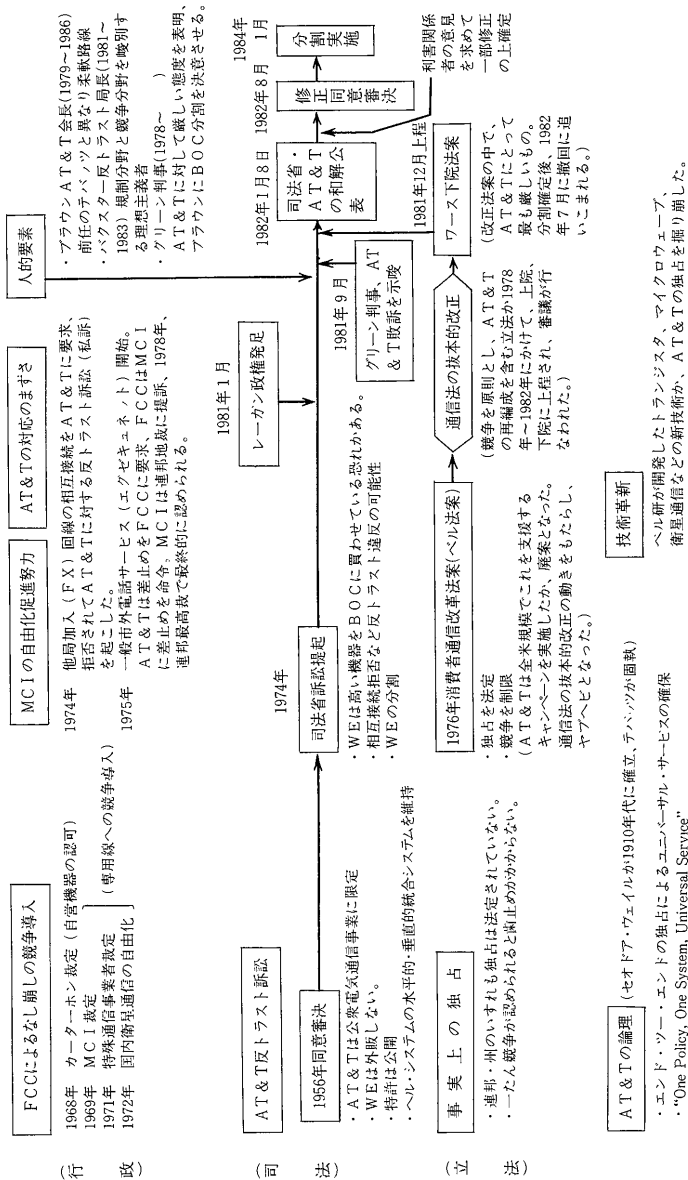 (行政)
FCCによるなし崩しの競争導入
1968年 カーターホン裁定(自営機器の認可)
1969年 MCI裁定
1971年 特殊通信事業者裁定
1972年 国内衛星通信の自由化
(専用線への競争導入)
MCIの自由化促進努力
AT&Tの対応のまずさ
1974年 他局加入(FX)回線の相互接続をAT&Tに要求、
拒否されてAT&Tに対する反トラスト訴訟(私訴)
を起こした。
1975年 一般市外電話サービス(エクゼキュネット)開始。
AT&Tは差止めをFCCに要求、FCCはMCI
に差止めを命令。MCIは連邦地裁に提訴、1978年、
連邦最高裁で最終的に認められる。
人的要素
・ブラウンAT&T会長(1979~1986)
前任のデバッツと異なり柔軟路線
・バクスター反トラスト局長(1981~
1983)規制分野と競争分野を峻別す
る理想主義者
・グリーン判事(1978~ )
AT&Tに対して厳しい態度を表明、
ブラウンにBOC分割を決意させる。
(司法)
AT&T反トラスト訴訟
1956年同意審決
・AT&Tは公衆電気通信事業に限定
・WEは外販しない。
・特許は公開
・ベル・システムの水平的・垂直的統合システムを維持
1974年
司法省訴訟提起
・WEは高い機器をBOCに買わせている恐れがある。
・相互接続拒否など反トラスト違反の可能性
・WEの分割
1981年1月
レーガン政権発足
1981年9月
グリーン判事、AT
&T敗訴を示唆
1982年1月8日
司法省・
AT&T
の和解公
表
1982年8月
修正同意審決
1984年
1月
分割実施
利害関係
者の意見
を求めて
一部修正
の上確定
(立法)
事実上の独占
・連邦・州のいずれも独占は法定されていない。
・一たん競争が認められると歯止めがかからない。
1976年消費者通信改革法案(ベル法案)
・独占を法定
・競争を制限
(AT&Tは全米規模でこれを支援する
キャンペーンを実施したが、廃案となった。
通信法の抜本的改正の動きをもたらし、
ヤブヘビとなった。)
通信法の抜本的改正
(競争を原則とし、AT&T
の再編成を含む立法が1978
年~1982年にかけて、上院、
下院に上程され、審議が行
なわれた。)
1981年12月上程
ワース下院法案
(改正法案の中で、
AT&Tにとって
最も厳しいもの。
分割確定後、1982
年7月に撤回に追
いこまれる。)
AT&Tの論理
(セオドア・ヴェイルが1910年代に確立、デバッツが固執)
・エンド・ツー・エンドの独占によるユニバーサル・サービスの確保
・“One Policy, One System, Universal Service”
技術革新
ベル研が開発したトランジスタ、マイクロウェーブ、
衛星通信などの新技術が、AT&Tの独占を掘り崩した。